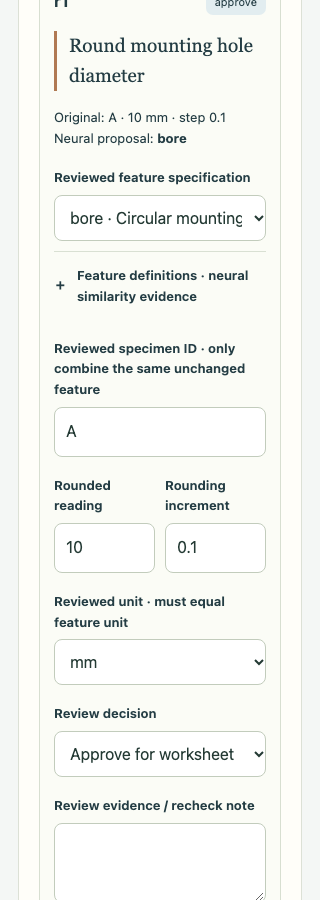 r1
approve
Round mounting hole
diameter
Original: A · 10 mm · step 0.1
Neural proposal: bore
Reviewed feature specification
bore · Circular mounting
+ Feature definitions · neural
similarity evidence
Reviewed specimen ID · only
combine the same unchanged
feature
A
Rounded
reading
Rounding
increment
10
0.1
Reviewed unit · must equal
feature unit
mm
Review decision
Approve for worksheet
Review evidence / recheck note